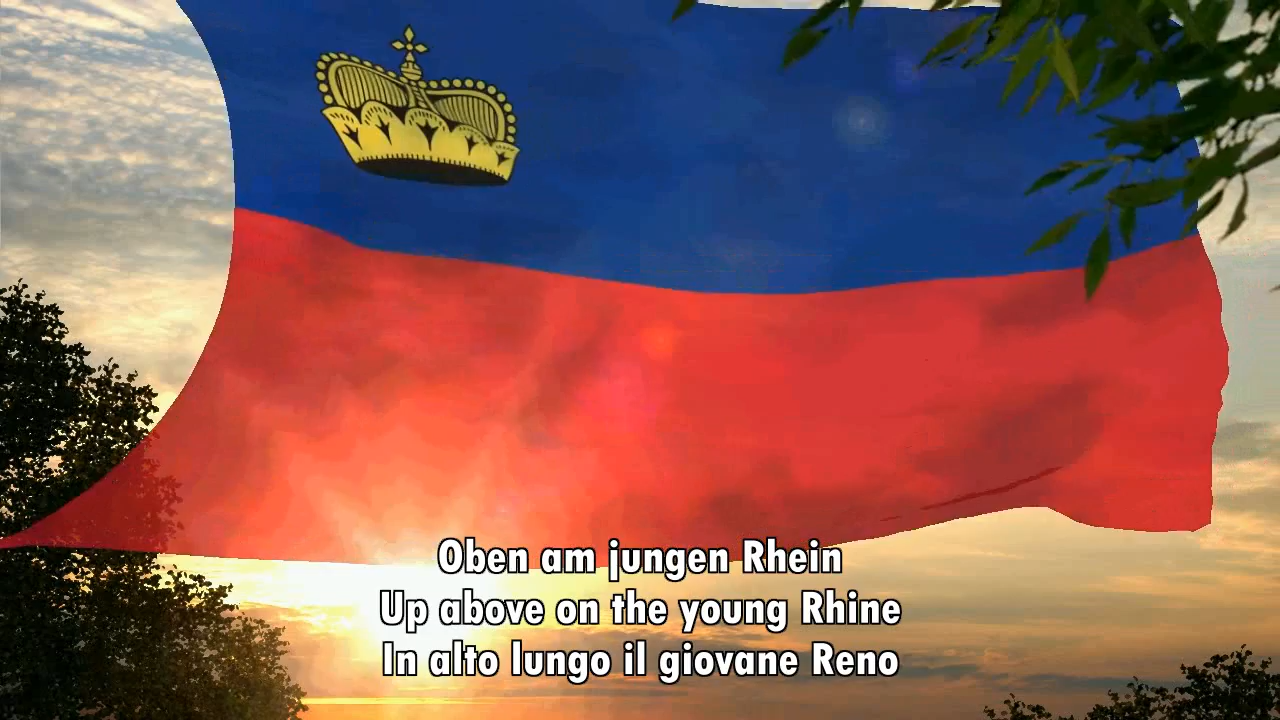 Oben am jungen Rhein
Up above on the young Rhine
In alto lungo il giovane Reno